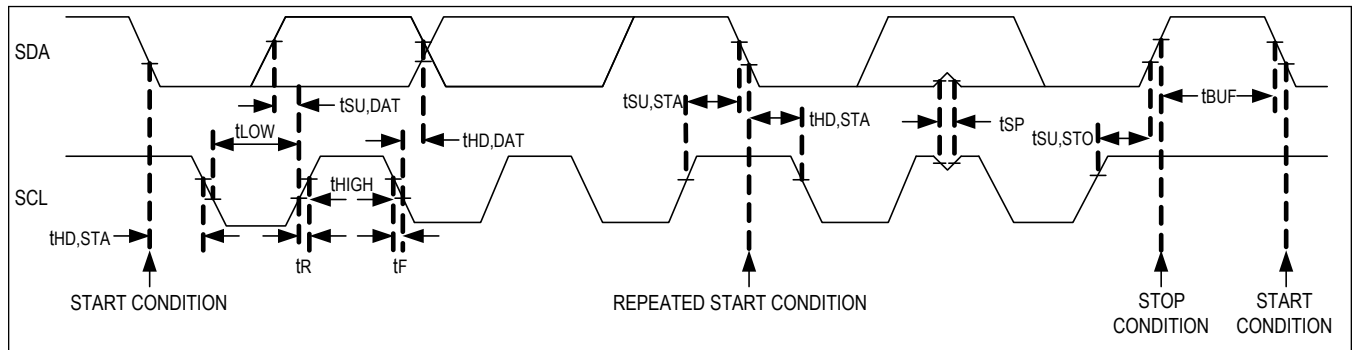 SDA
tSU,DAT
tSU,STA
tBUF
tLOW
tHD,STA
tSP
tHD,DAT
tSU,STO
SCL
tHIGH
tHD,STA
tR
tF
START CONDITION
REPEATED START CONDITION
STOP
CONDITION
START
CONDITION